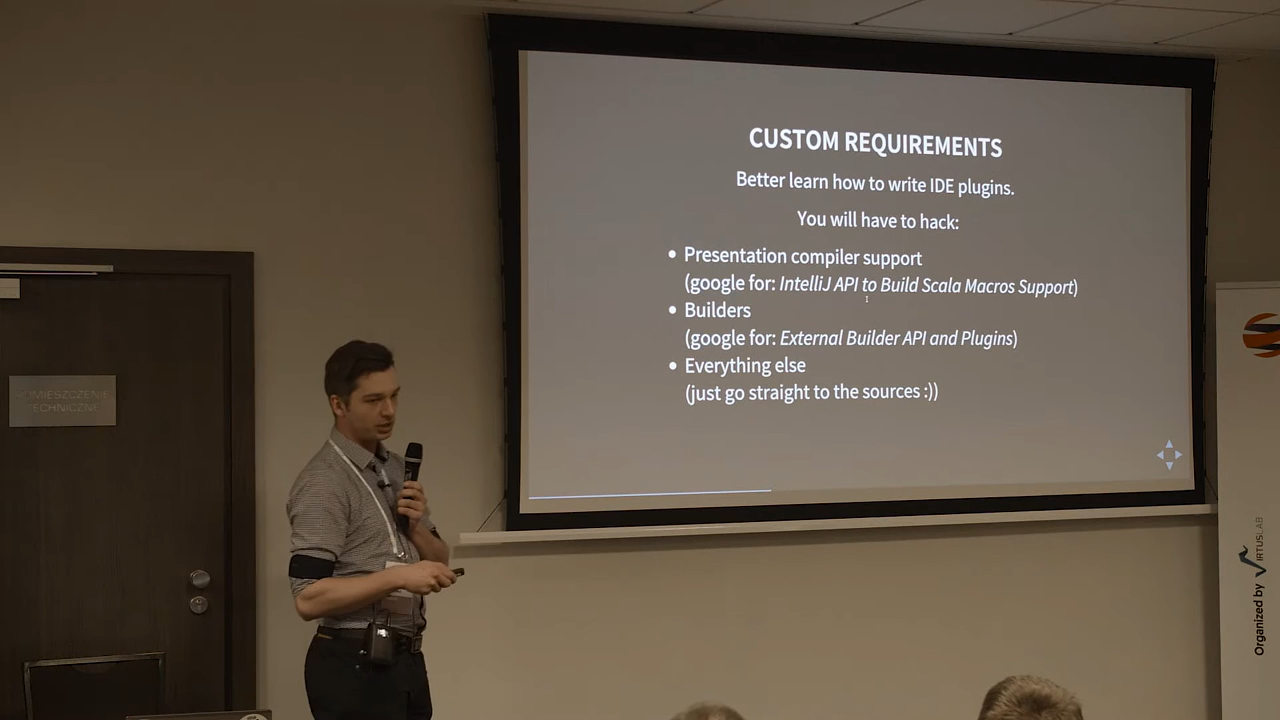 CUSTOM REQUIREMENTS
Better learn how to write IDE plugins.
You will have to hack:
• Presentation compiler support
(google for: IntelliJ API to Build Scala Macros Support)
• Builders
(google for: External Builder API and Plugins)
• Everything else
(just go straight to the sources :))
POMIESZCZENIE
TECHNICZNE
Organized by VIRTUSLAB